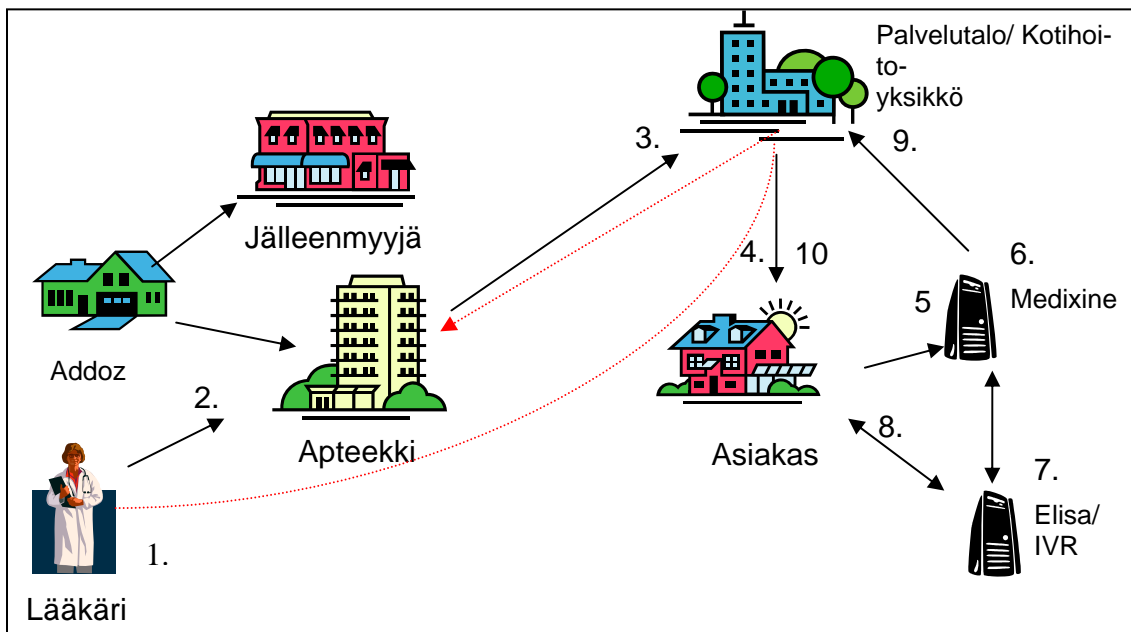 Palvelutalo/ Kotihoi-
to-
yksikkö
3.
9.
Jälleenmyyjä
4.
10
6.
5
Medixine
Addoz
2.
Apteekki
Asiakas
8.
7.
Elisa/
IVR
1.
Lääkäri